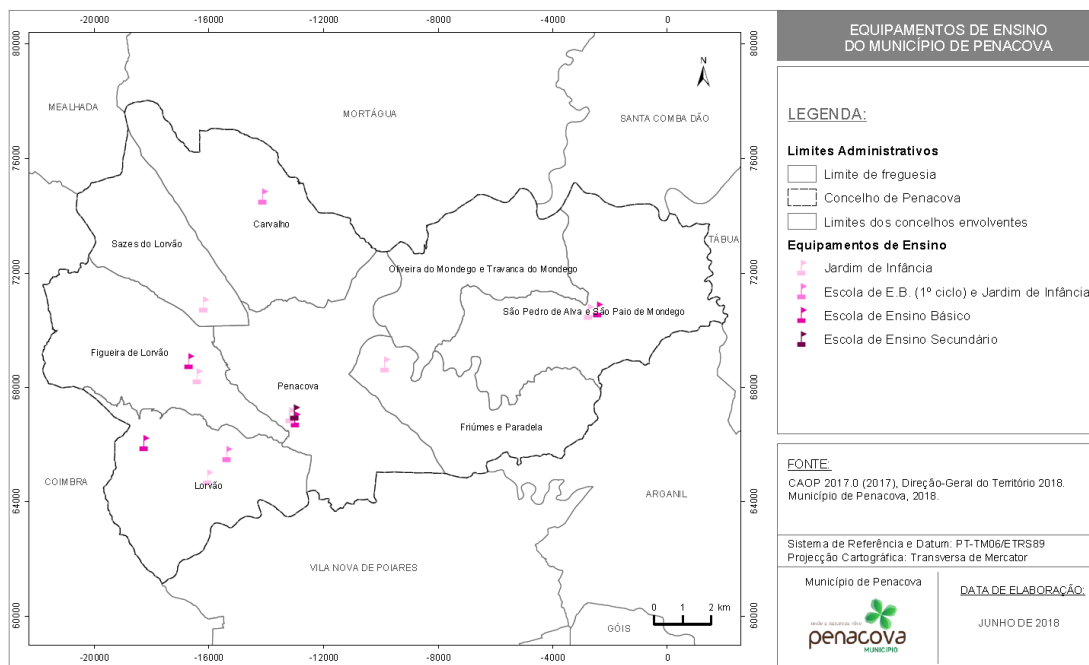 EQUIPAMENTOS DE ENSINO
DO MUNICÍPIO DE PENACOVA
LEGENDA:
Limites Administrativos
Limite de freguesia
Concelho de Penacova
Limites dos concelhos envolventes
Equipamentos de Ensino
Jardim de Infância
Escola de E.B. (1º ciclo) e Jardim de Infância
Escola de Ensino Básico
Escola de Ensino Secundário
FONTE:
CAOP 2017.0 (2017), Direção-Geral do Território 2018.
Município de Penacova, 2018.
Sistema de Referência e Datum: PT-TM06/ETRS89
Projecção Cartográfica: Transversa de Mercator
Município de Penacova
penacova
MUNICÍPIO
DATA DE ELABORAÇÃO:
JUNHO DE 2018
-20000 -16000 -12000 -8000 -4000 0
80000
76000
72000
68000
64000
60000
N
MEALHADA
MORTÁGUA
SANTA COMBA DÃO
TÁBUA
Carvalho
Sazes do Lorvão
Oliveira do Mondego e Travanca do Mondego
São Pedro de Alva e São Paio de Mondego
Figueira de Lorvão
Penacova
Friúmes e Paradela
Lorvão
COIMBRA
ARGANIL
VILA NOVA DE POIARES
GÓIS
0 1 2 km
80000
76000
72000
68000
64000
60000
-20000 -16000 -12000 -8000 -4000 0